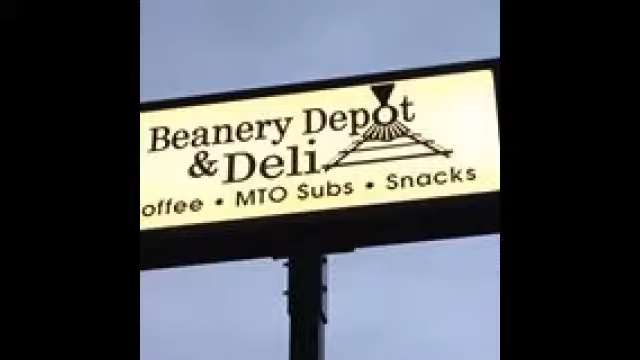 Beanery Depot
& Deli
offee • MTO Subs • Snacks